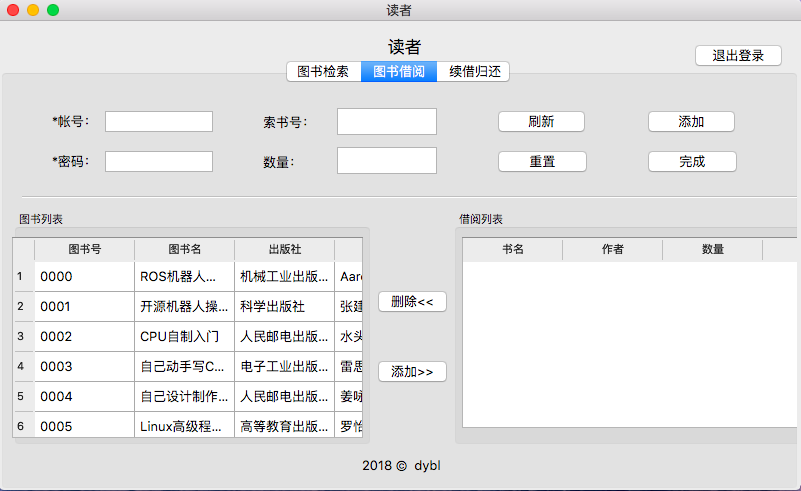 读者
读者
退出登录
图书检索 图书借阅 续借归还
*帐号: 索书号: 刷新 添加
*密码: 数量: 重置 完成
图书列表
图书号 图书名 出版社
1 0000 ROS机器人... 机械工业出版... Aar
2 0001 开源机器人操... 科学出版社 张建
3 0002 CPU自制入门 人民邮电出版... 水头
4 0003 自己动手写C... 电子工业出版... 雷思
5 0004 自己设计制作... 人民邮电出版... 姜咏
6 0005 Linux高级程... 高等教育出版... 罗怡
删除<<
添加>>
借阅列表
书名 作者 数量
2018 © dybl